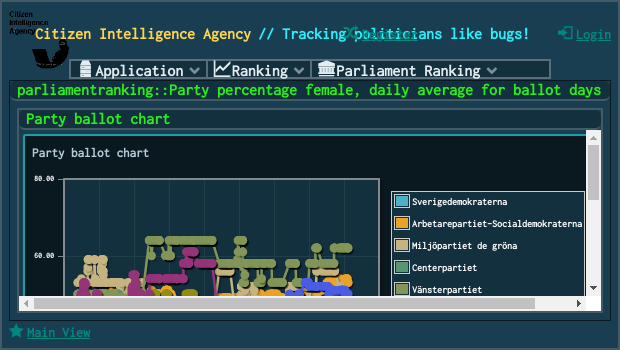 Citizen
Intelligence
Agency
Citizen Intelligence Agency // Tracking politicians like bugs!
Register
Login
Application
Ranking
Parliament Ranking
parliamentranking::Party percentage female, daily average for ballot days
Party ballot chart
Party ballot chart
80.00
60.00
Sverigedemokraterna
Arbetarepartiet-Socialdemokraterna
Miljöpartiet de gröna
Centerpartiet
Vänsterpartiet
Main View